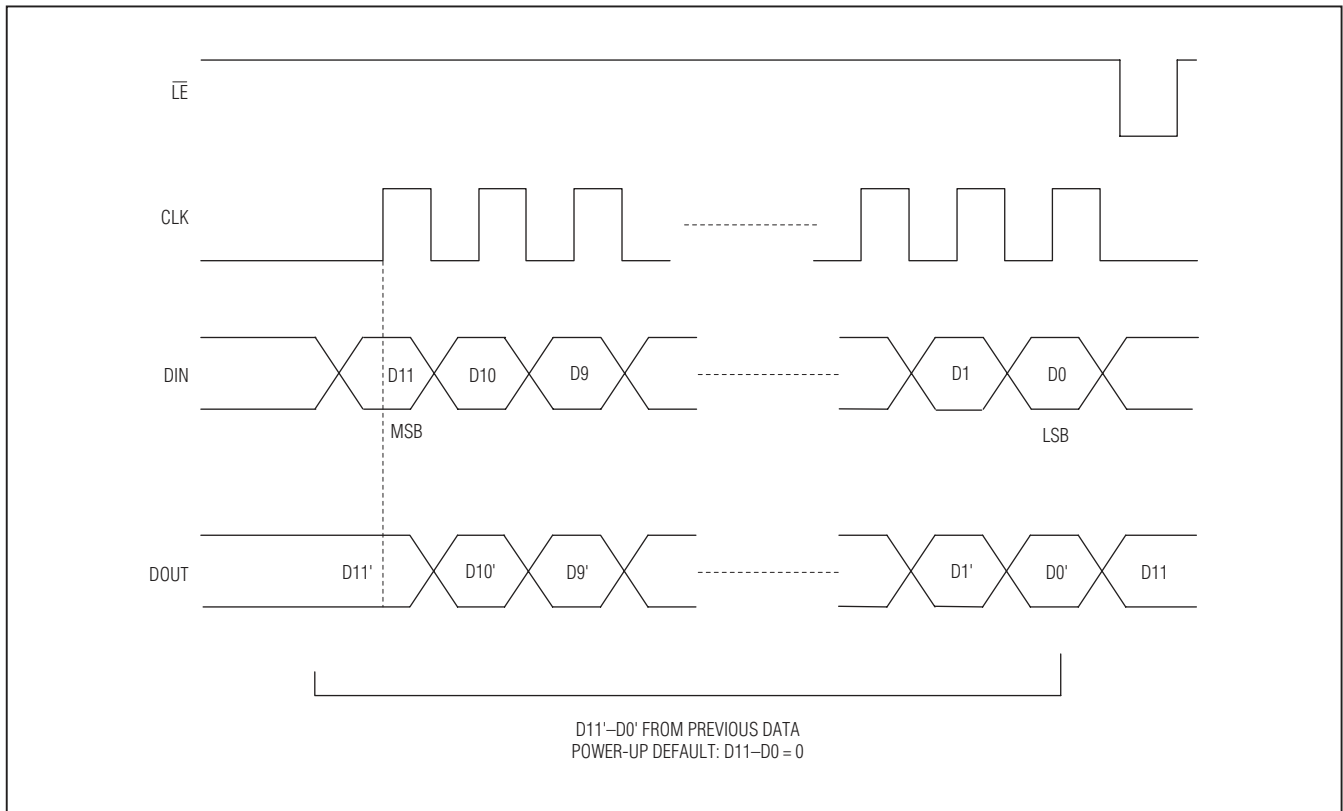 L̅E̅
CLK
DIN
D11 D10 D9 D1 D0
MSB LSB
DOUT
D11' D10' D9' D1' D0' D11
D11'–D0' FROM PREVIOUS DATA
POWER-UP DEFAULT: D11–D0 = 0